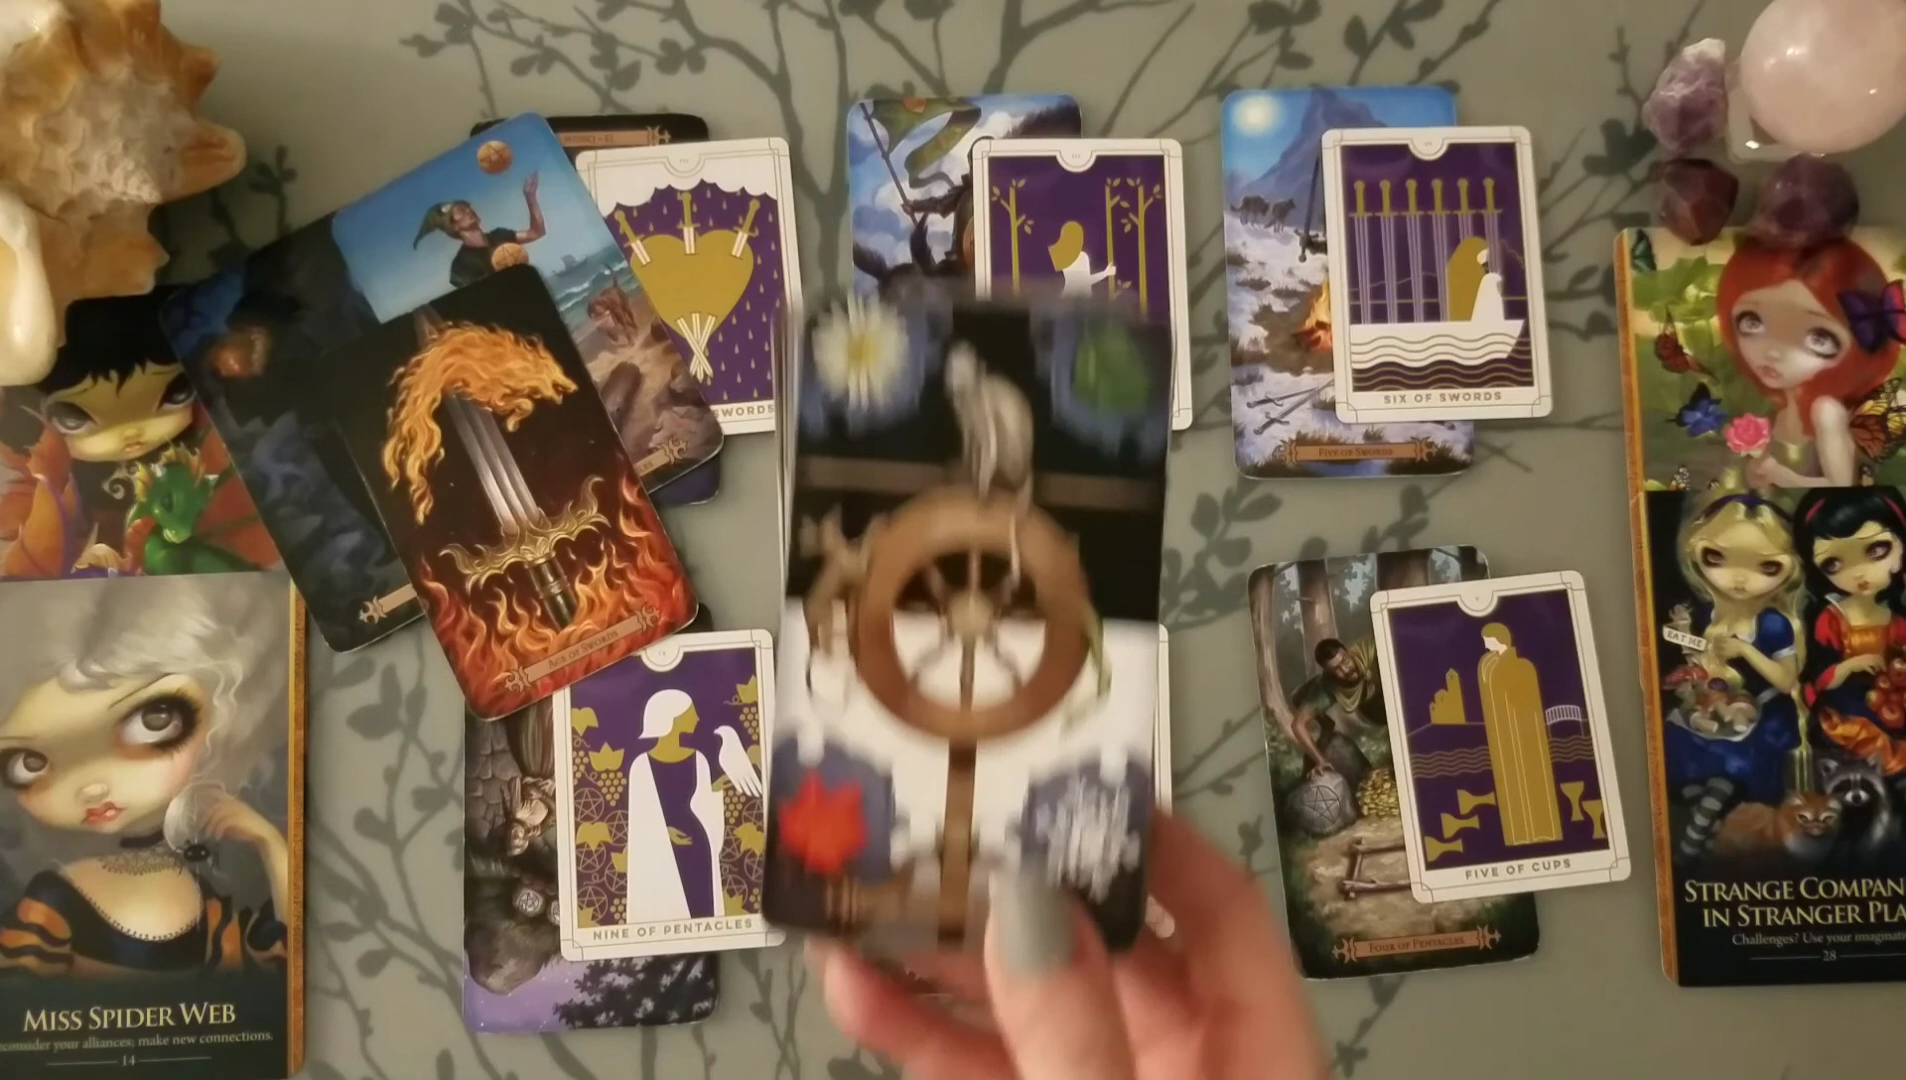 SWORDS
III
SIX OF SWORDS
FIVE OF SWORDS
ACE OF SWORDS
NINE OF PENTACLES
V
FIVE OF CUPS
FOUR OF PENTACLES
EAT ME
MISS SPIDER WEB
consider your alliances; make new connections.
14
STRANGE COMPAN
IN STRANGER PLA
Challenges? Use your imaginati
28